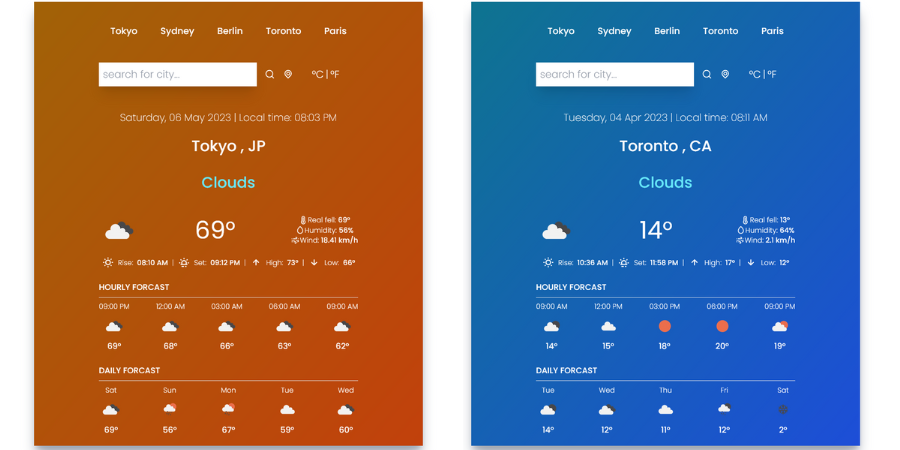 Tokyo Sydney Berlin Toronto Paris
search for city... °C | °F
Saturday, 06 May 2023 | Local time: 08:03 PM
Tokyo , JP
Clouds
69°
Real fell: 69°
Humidity: 56%
Wind: 18.41 km/h
Rise: 08:10 AM | Set: 09:12 PM | High: 73° | Low: 66°
HOURLY FORCAST
09:00 PM 12:00 AM 03:00 AM 06:00 AM 09:00 AM
69° 68° 66° 63° 62°
DAILY FORCAST
Sat Sun Mon Tue Wed
69° 56° 67° 59° 60°
Tokyo Sydney Berlin Toronto Paris
search for city... °C | °F
Tuesday, 04 Apr 2023 | Local time: 08:11 AM
Toronto , CA
Clouds
14°
Real fell: 13°
Humidity: 64%
Wind: 2.1 km/h
Rise: 10:36 AM | Set: 11:58 PM | High: 17° | Low: 12°
HOURLY FORCAST
09:00 AM 12:00 PM 03:00 PM 06:00 PM 09:00 PM
14° 15° 18° 20° 19°
DAILY FORCAST
Tue Wed Thu Fri Sat
14° 12° 11° 12° 2°